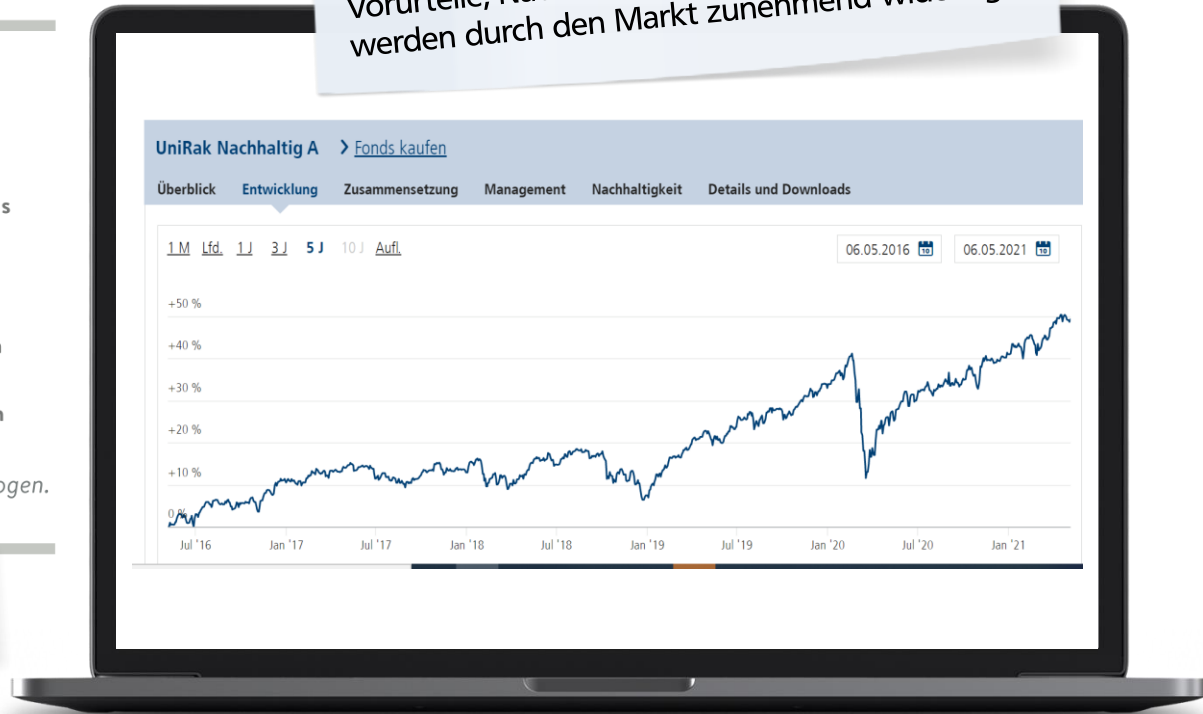 werden durch den Markt zunehmend
s
n
ogen.
UniRak Nachhaltig A > Fonds kaufen
Überblick Entwicklung Zusammensetzung Management Nachhaltigkeit Details und Downloads
1 M Lfd. 1 J 3 J 5 J 10 J Aufl.
06.05.2016 06.05.2021
+50 %
+40 %
+30 %
+20 %
+10 %
0 %
Jul '16 Jan '17 Jul '17 Jan '18 Jul '18 Jan '19 Jul '19 Jan '20 Jul '20 Jan '21